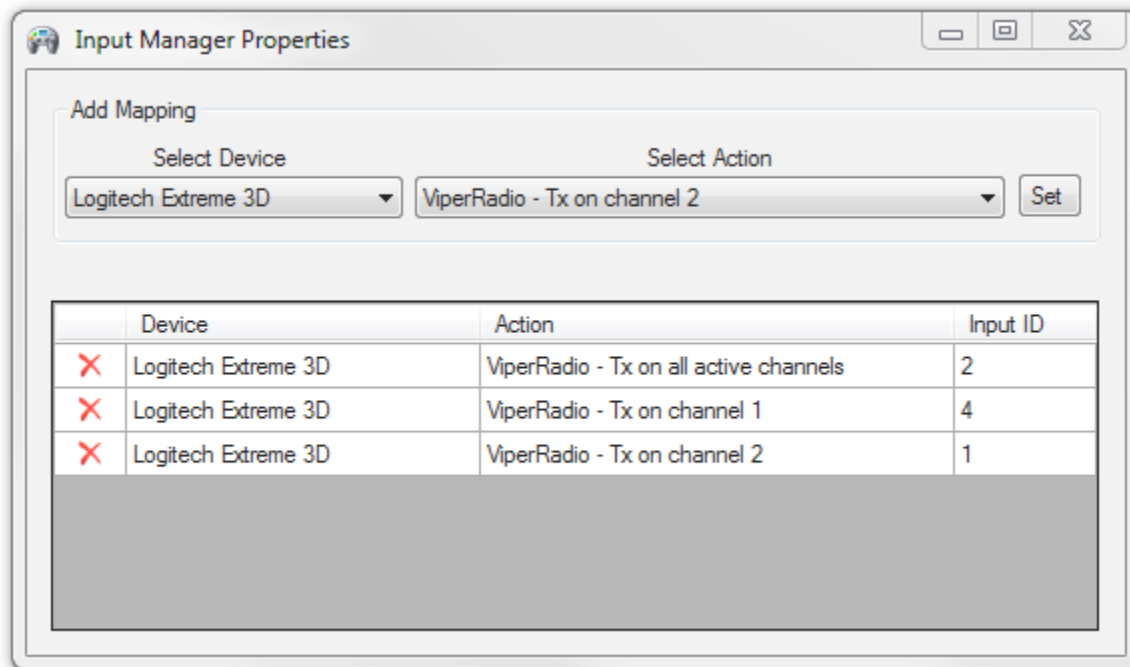 Input Manager Properties
Add Mapping
Select Device Select Action
Logitech Extreme 3D ViperRadio - Tx on channel 2 Set
Device Action Input ID
Logitech Extreme 3D ViperRadio - Tx on all active channels 2
Logitech Extreme 3D ViperRadio - Tx on channel 1 4
Logitech Extreme 3D ViperRadio - Tx on channel 2 1